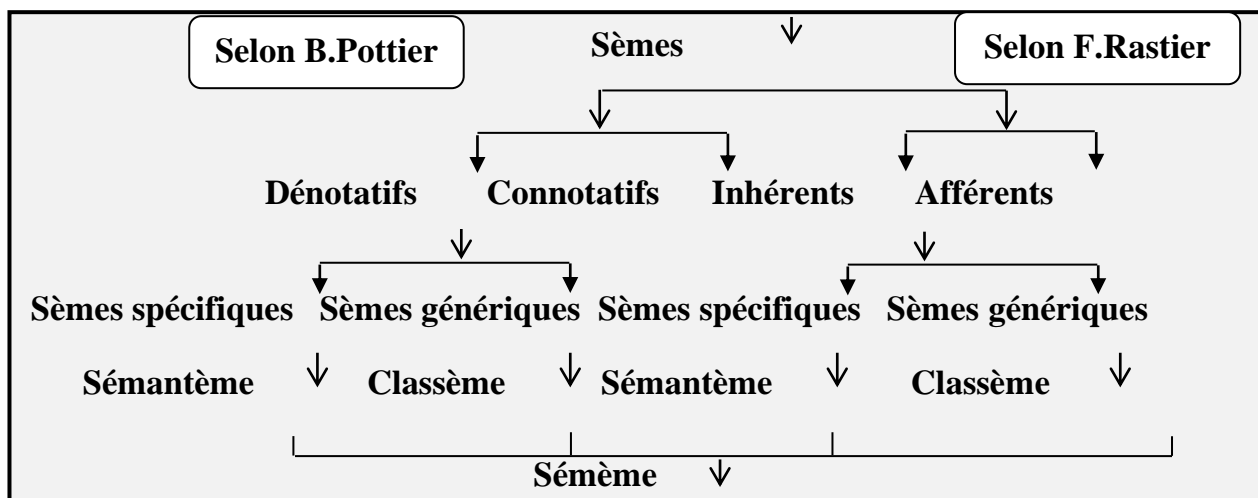 Selon B.Pottier
Sèmes
Selon F.Rastier
Dénotatifs Connotatifs Inhérents Afférents
Sèmes spécifiques Sèmes génériques Sèmes spécifiques Sèmes génériques
Sémantème Classème Sémantème Classème
Sémème